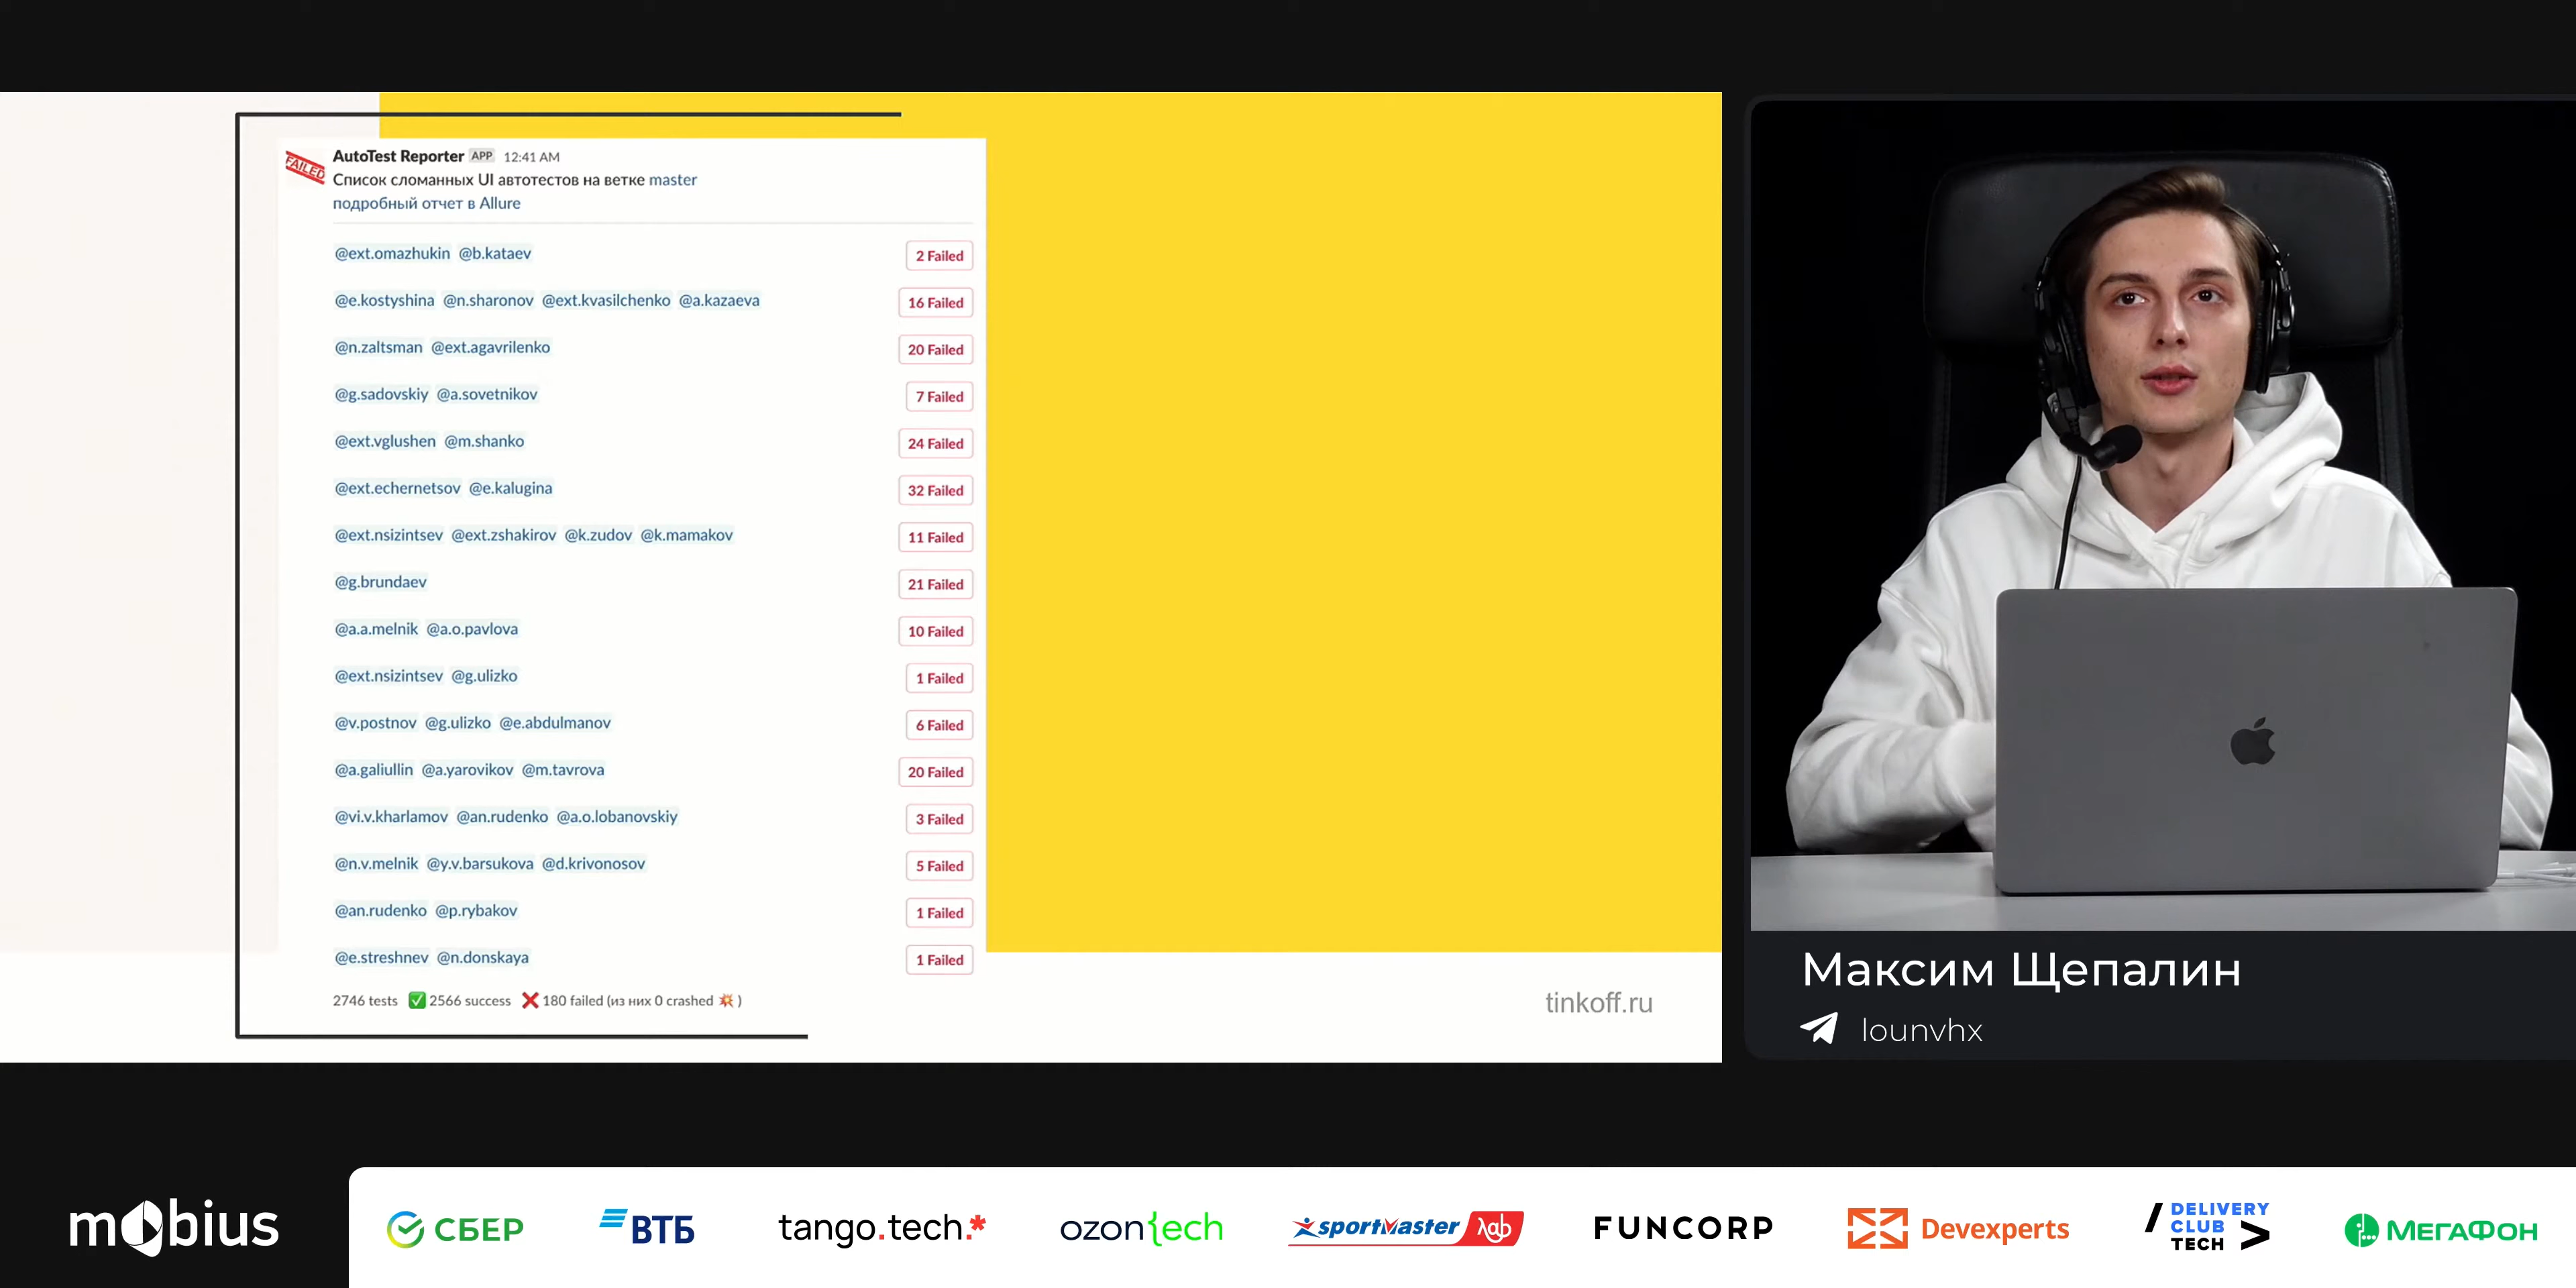 FAILED
AutoTest Reporter APP 12:41 AM
Список сломанных UI автотестов на ветке master
подробный отчет в Allure
@ext.omazhukin @b.kataev 2 Failed
@e.kostyshina @n.sharonov @ext.kvasilchenko @a.kazaeva 16 Failed
@n.zaltsman @ext.agavrilenko 20 Failed
@g.sadovskiy @a.sovetnikov 7 Failed
@ext.vglushen @m.shanko 24 Failed
@ext.echernetsov @e.kalugina 32 Failed
@ext.nsizintsev @ext.zshakirov @k.zudov @k.mamakov 11 Failed
@g.brundaev 21 Failed
@a.a.melnik @a.o.pavlova 10 Failed
@ext.nsizintsev @g.ulizko 1 Failed
@v.postnov @g.ulizko @e.abdulmanov 6 Failed
@a.galiullin @a.yarovikov @m.tavrova 20 Failed
@vi.v.kharlamov @an.rudenko @a.o.lobanovskiy 3 Failed
@n.v.melnik @y.v.barsukova @d.krivonosov 5 Failed
@an.rudenko @p.rybakov 1 Failed
@e.streshnev @n.donskaya 1 Failed
2746 tests ✅ 2566 success ❌ 180 failed (из них 0 crashed 💥 )
tinkoff.ru
Максим Щепалин
lounvhx
mobius
СБЕР
ВТБ
tango.tech.*
ozon{ech
sportmaster λab
FUNCORP
Devexperts
/ DELIVERY
CLUB
TECH >
МЕГАФОН